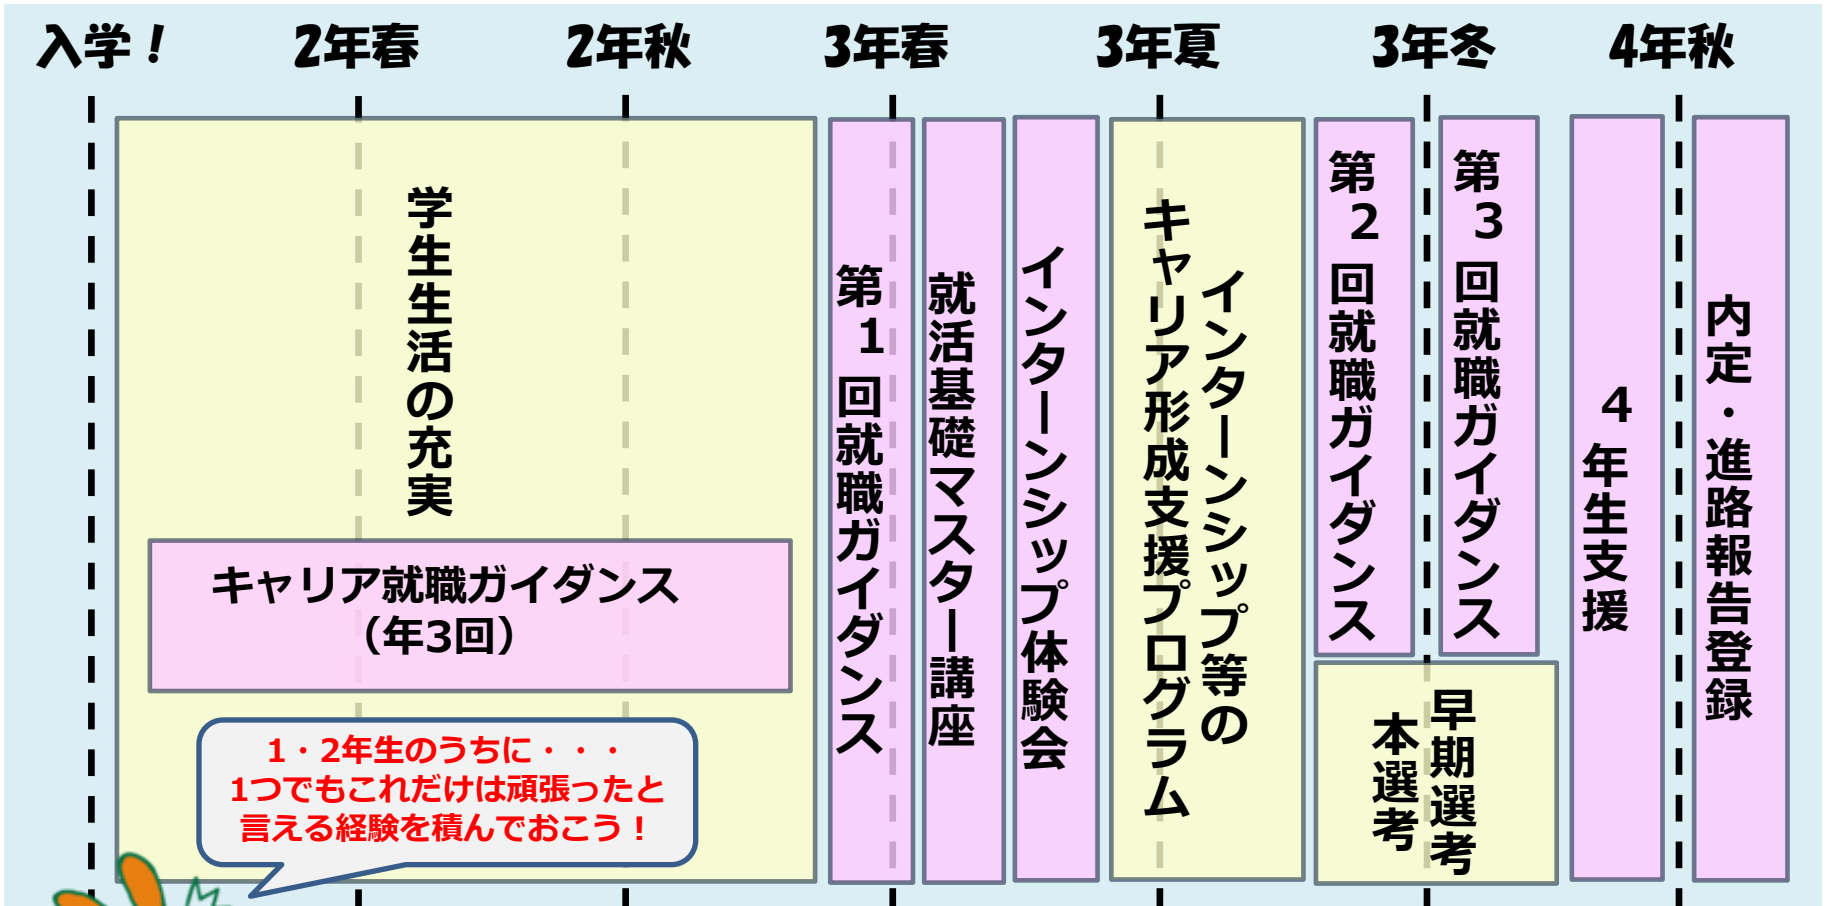 入学！
2年春
2年秋
3年春
3年夏
3年冬
4年秋
学生生活の充実
キャリア就職ガイダンス
（年3回）
1・2年生のうちに・・・
1つでもこれだけは頑張ったと
言える経験を積んでおこう！
第1回就職ガイダンス
就活基礎マスター講座
インターンシップ体験会
インターンシップ等の
キャリア形成支援プログラム
第2回就職ガイダンス
第3回就職ガイダンス
早期選考
本選考
4年生支援
内定・進路報告登録